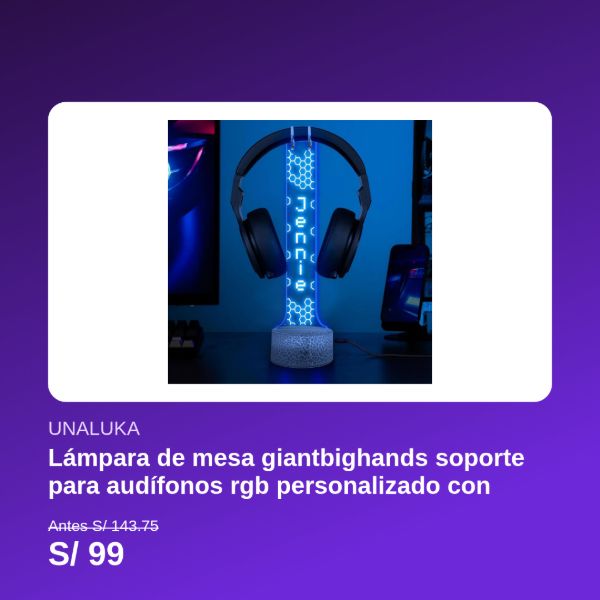 Jennie
UNALUKA
Lámpara de mesa giantbighands soporte
para audífonos rgb personalizado con
Antes S/ 143.75
S/ 99